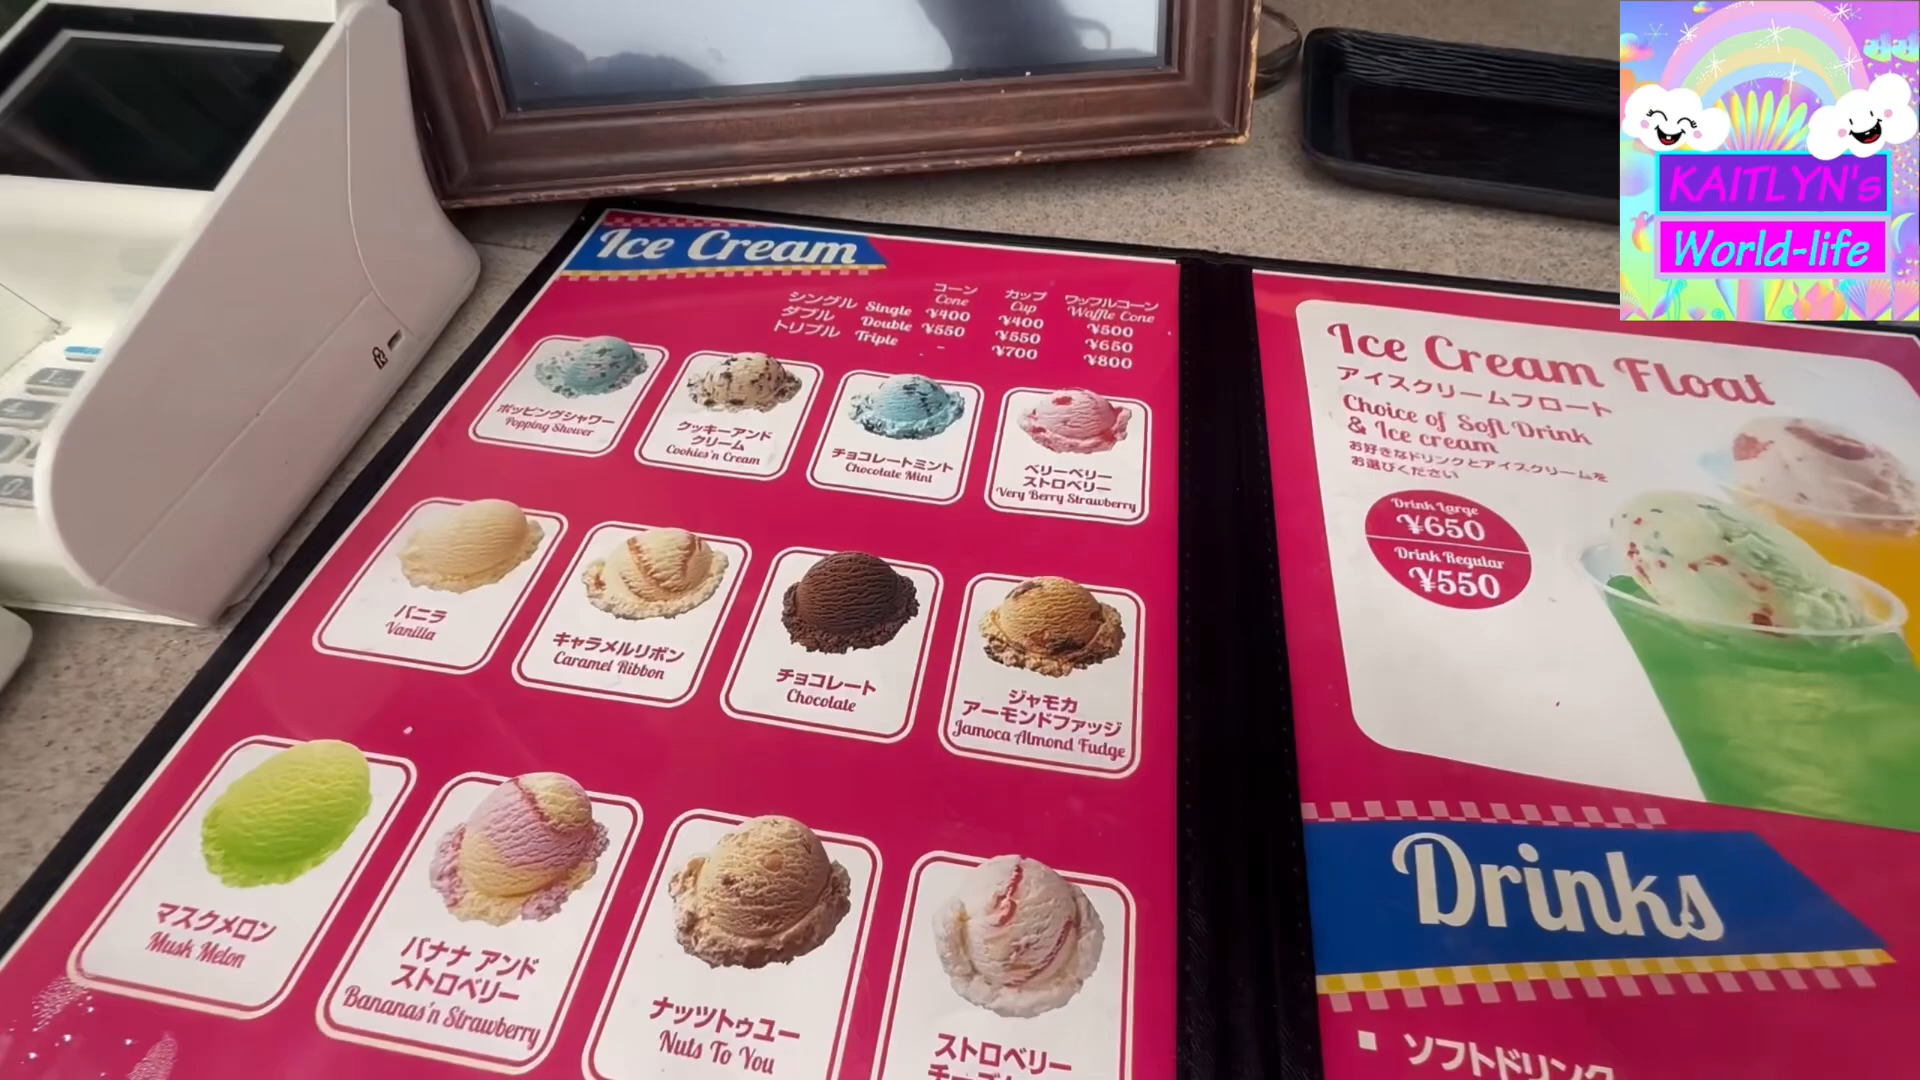 KAITLYN's
World-life
Ice Cream
コーン カップ ワッフルコーン
Cone Cup Waffle Cone
シングル Single ¥400 ¥400 ¥500
ダブル Double ¥550 ¥550 ¥650
トリプル Triple - ¥700 ¥800
ポッピングシャワー
Popping Shower
クッキーアンド
クリーム
Cookies'n Cream
チョコレートミント
Chocolate Mint
ベリーベリー
ストロベリー
Very Berry Strawberry
バニラ
Vanilla
キャラメルリボン
Caramel Ribbon
チョコレート
Chocolate
ジャモカ
アーモンドファッジ
Jamoca Almond Fudge
マスクメロン
Musk Melon
バナナ アンド
ストロベリー
Bananas'n Strawberry
ナッツトゥユー
Nuts To You
ストロベリー
Ice Cream Float
アイスクリームフロート
Choice of Soft Drink
& Ice cream
お好きなドリンクとアイスクリームを
お選びください
Drink Large
¥650
Drink Regular
¥550
Drinks
ソフトドリンク